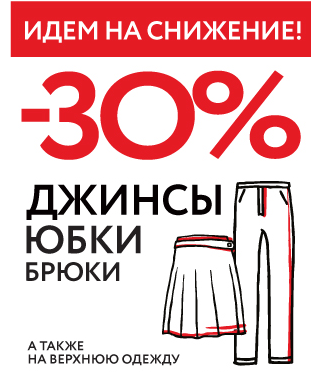 ИДЕМ НА СНИЖЕНИЕ!
-30%
ДЖИНСЫ
ЮБКИ
БРЮКИ
А ТАКЖЕ
НА ВЕРХНЮЮ ОДЕЖДУ